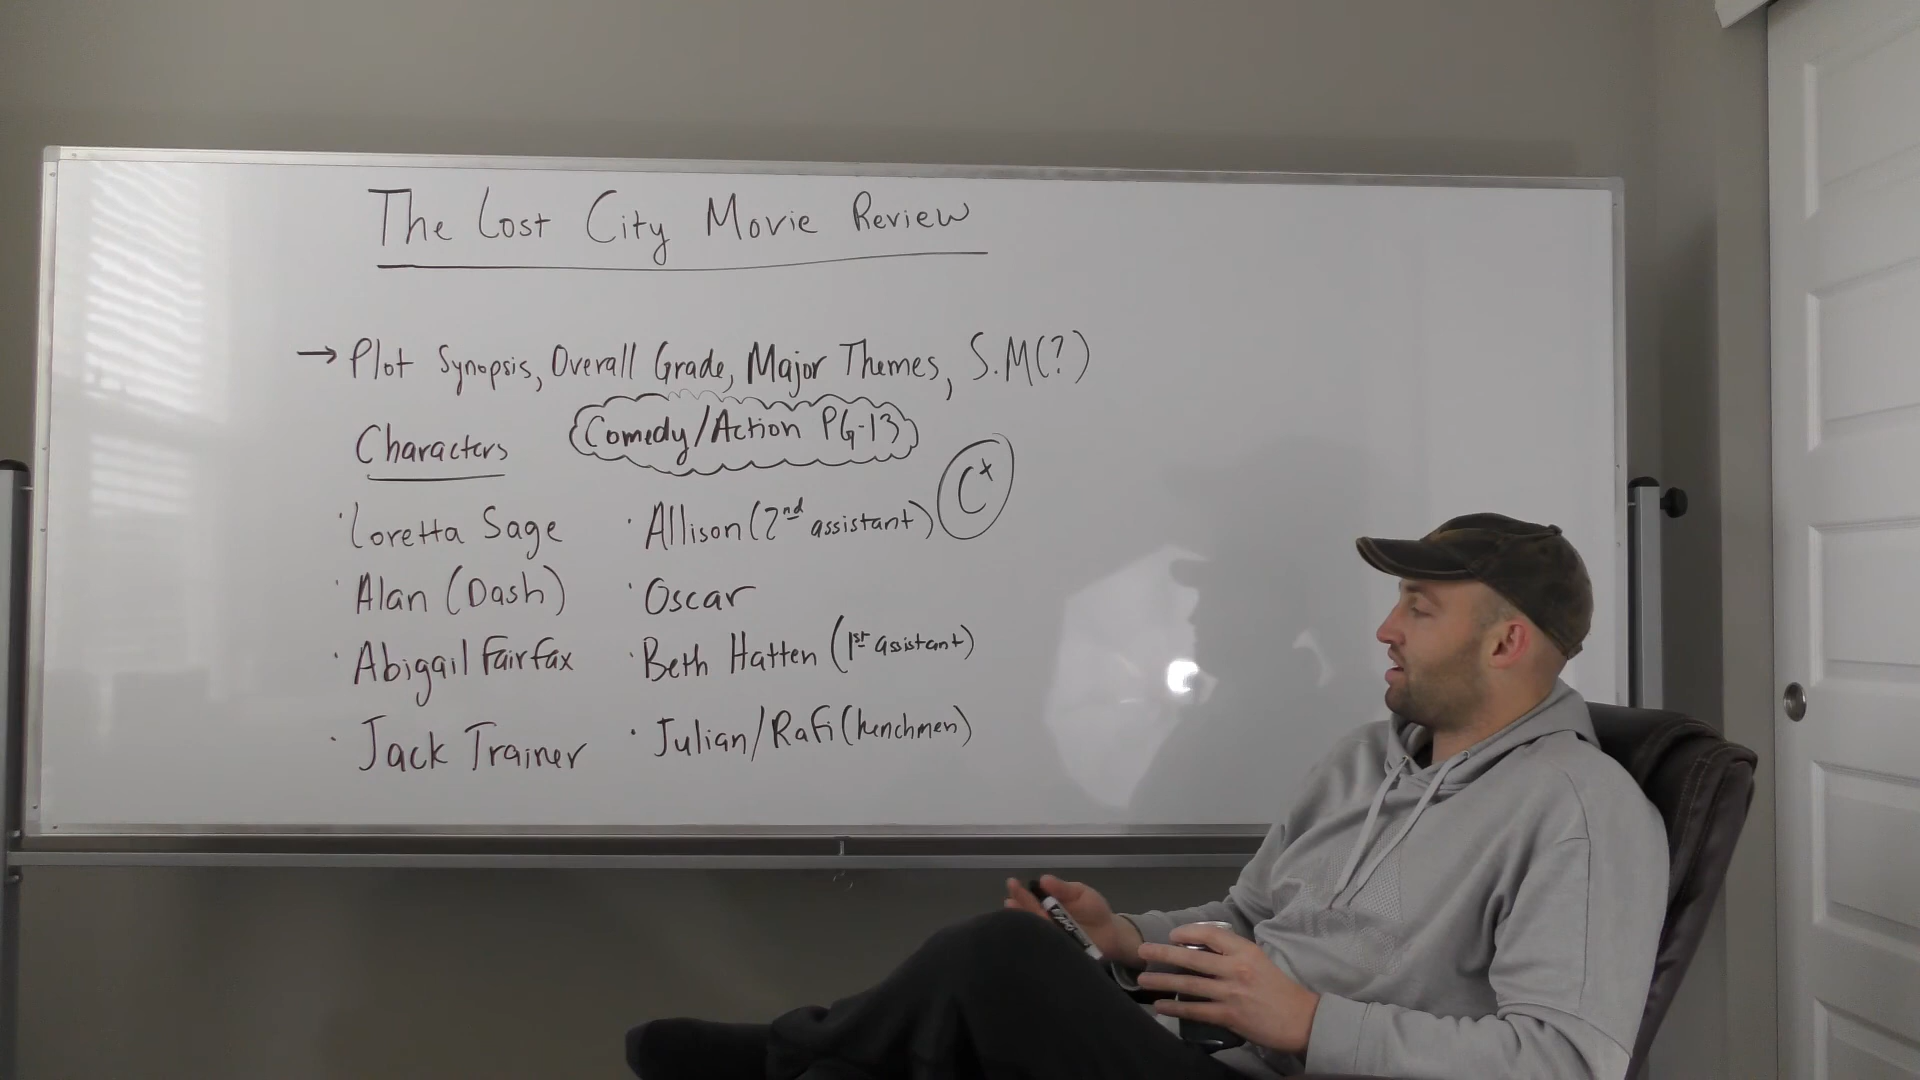 The Lost City Movie Review
→ Plot Synopsis, Overall Grade, Major Themes, S.M(?)
Characters
Comedy/Action PG-13
C+
· Loretta Sage
· Alan (Dash)
· Abigail Fairfax
· Jack Trainer
· Allison (2nd assistant)
· Oscar
· Beth Hatten (1st assistant)
· Julian/Rafi (henchmen)